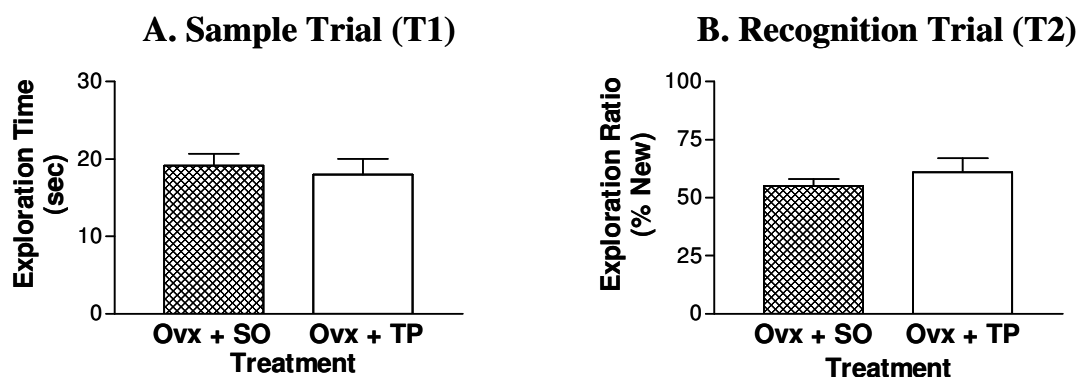 A. Sample Trial (T1)
30
20
10
0
Exploration Time
(sec)
Ovx + SO
Ovx + TP
Treatment
B. Recognition Trial (T2)
100
75
50
25
0
Exploration Ratio
(% New)
Ovx + SO
Ovx + TP
Treatment